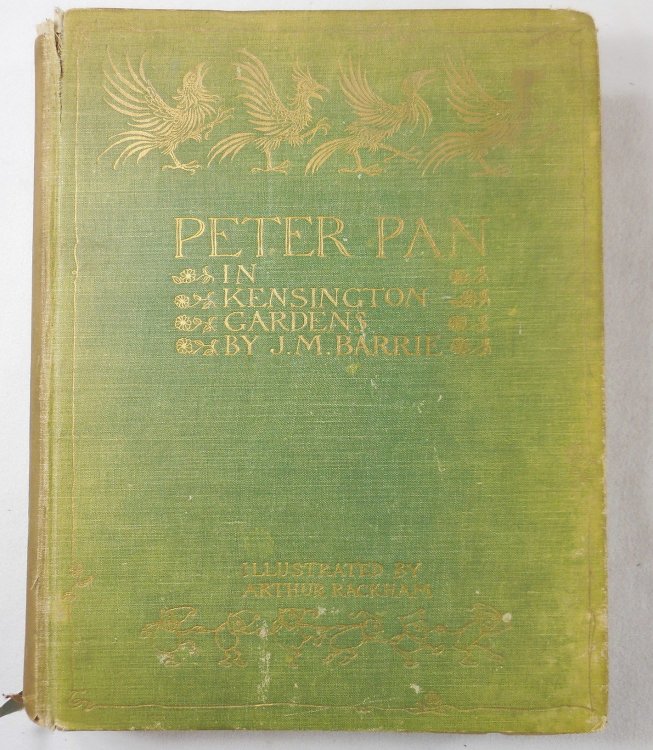 PETER PAN
IN
KENSINGTON
GARDENS
BY J.M. BARRIE
ILLUSTRATED BY
ARTHUR RACKHAM